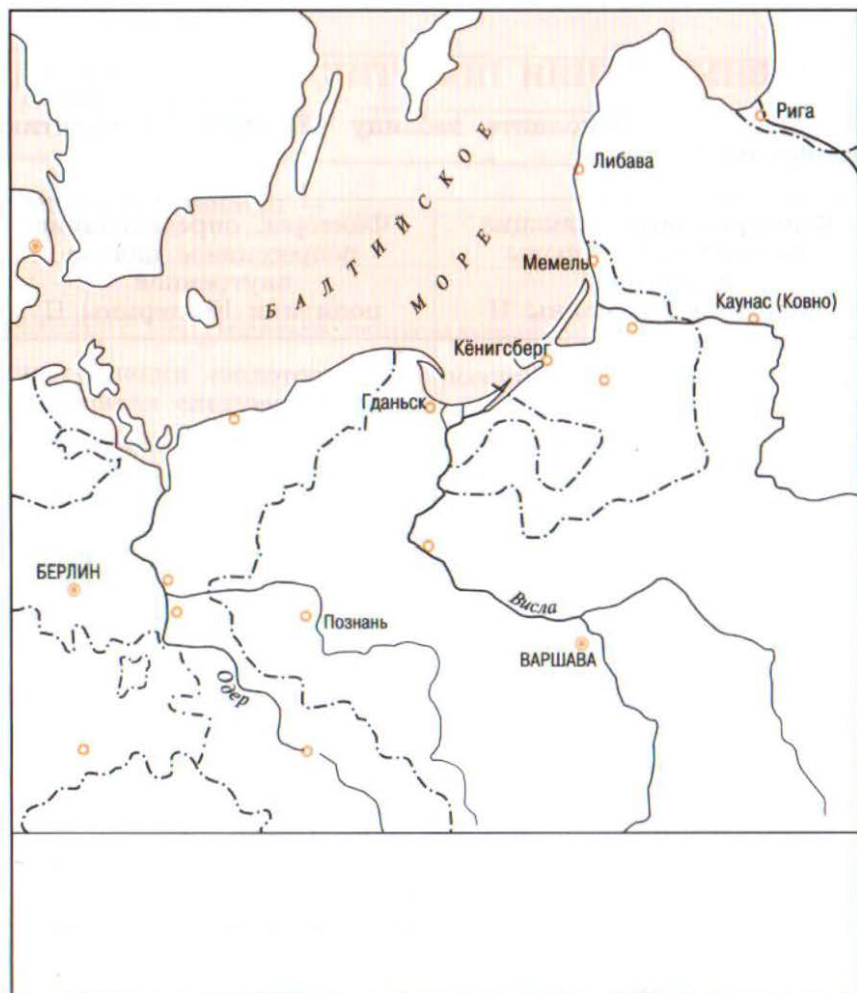 Рига
Либава
БАЛТИЙСКОЕ
МОРЕ
Мемель
Каунас (Ковно)
Кёнигсберг
Гданьск
БЕРЛИН
Висла
Познань
ВАРШАВА
Одер